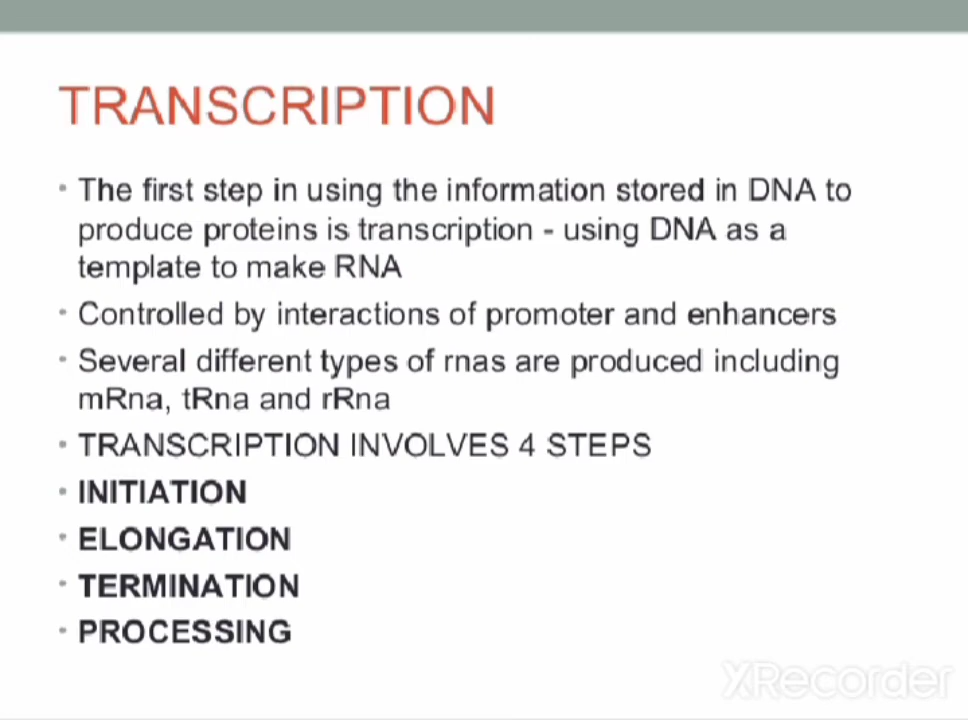 TRANSCRIPTION
• The first step in using the information stored in DNA to
produce proteins is transcription - using DNA as a
template to make RNA
• Controlled by interactions of promoter and enhancers
• Several different types of rnas are produced including
mRna, tRna and rRna
• TRANSCRIPTION INVOLVES 4 STEPS
• INITIATION
• ELONGATION
• TERMINATION
• PROCESSING
XRecorder